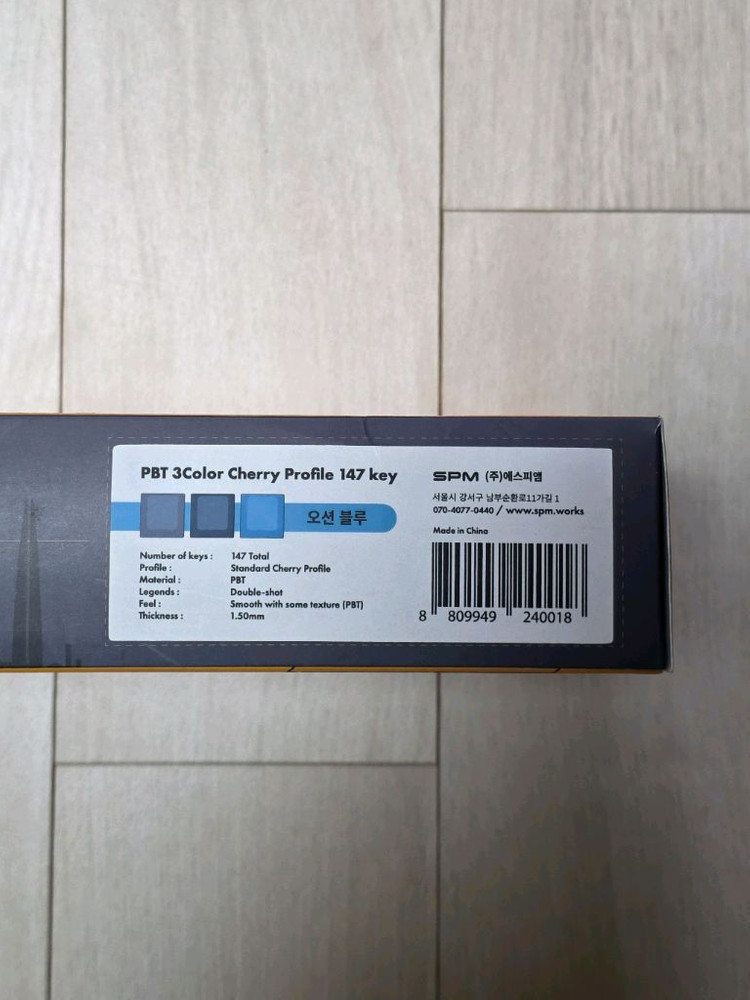 PBT 3Color Cherry Profile 147 key
오션 블루
Number of keys : 147 Total
Profile : Standard Cherry Profile
Material : PBT
Legends : Double-shot
Feel : Smooth with some texture (PBT)
Thickness : 1.50mm
SPM (주)에스피엠
서울시 강서구 남부순환로11가길 1
070-4077-0440 / www.spm.works
Made in China
8 809949 240018